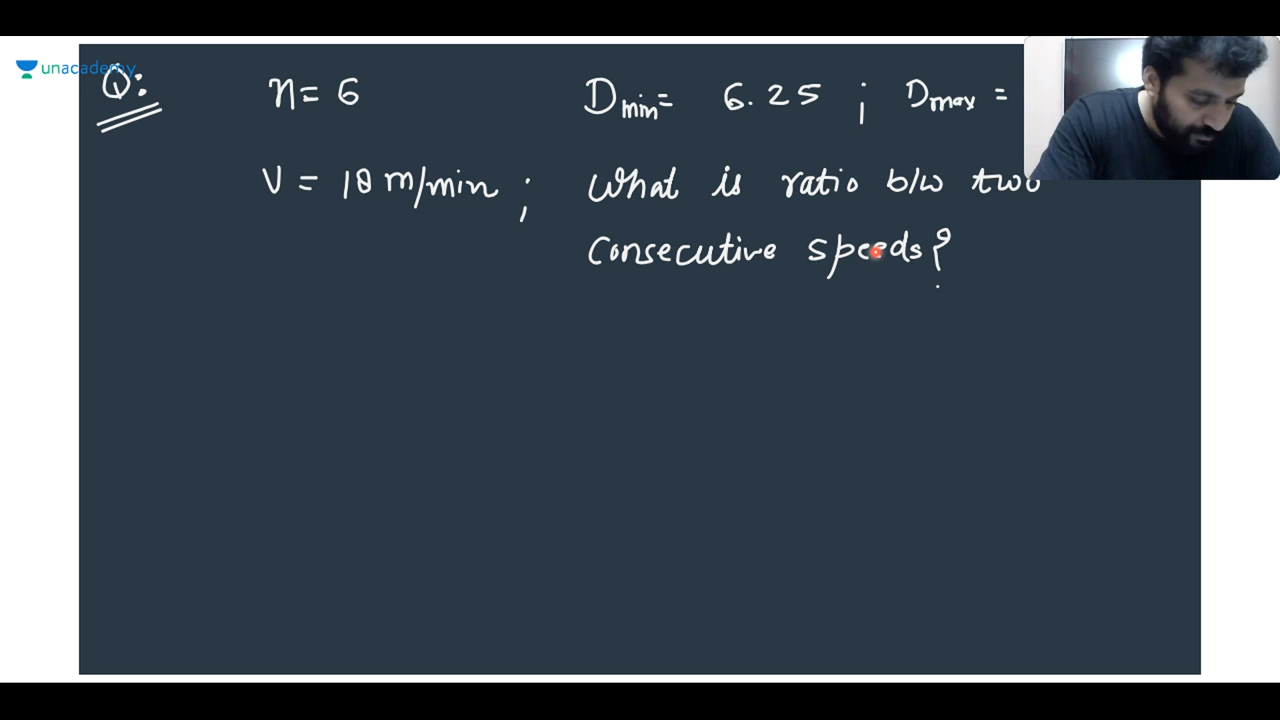 unacademy
Q:
n = 6 Dmin = 6.25 ; Dmax =
V = 18 m/min ; What is ratio b/w two
Consecutive speeds?